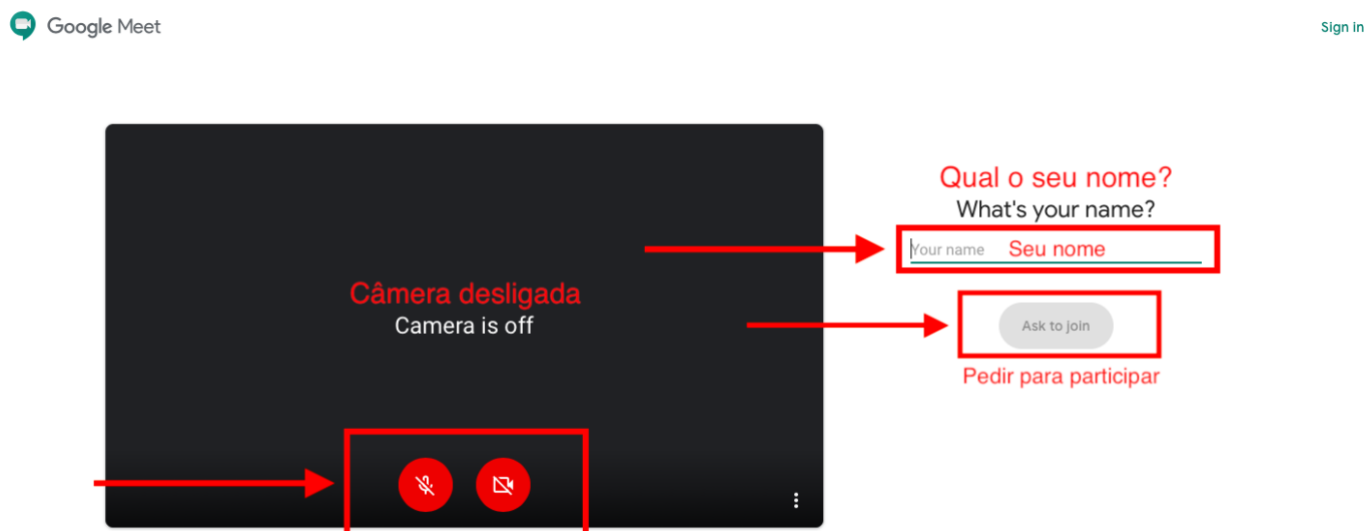 Google Meet
Sign in
Câmera desligada
Camera is off
Qual o seu nome?
What's your name?
Your name Seu nome
Ask to join
Pedir para participar